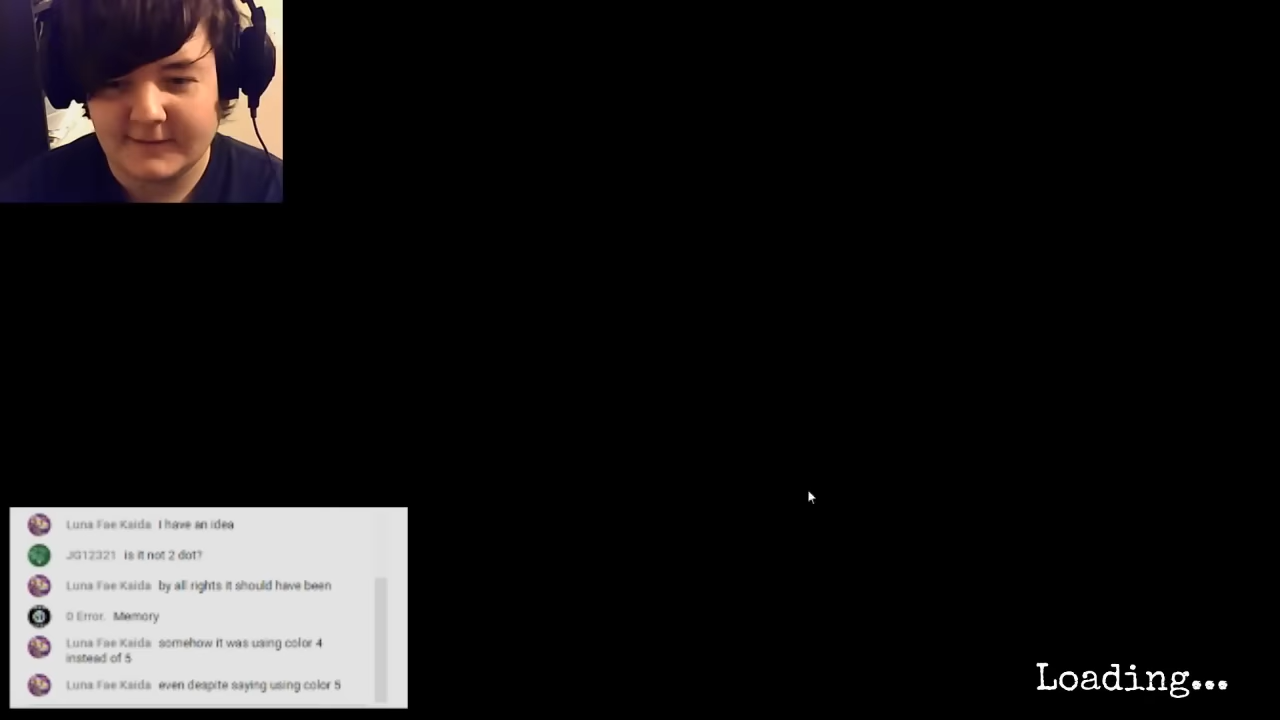 Luna Fae Kaida I have an idea
JG12321 is it not 2 dot?
Luna Fae Kaida by all rights it should have been
0 Error. Memory
Luna Fae Kaida somehow it was using color 4
instead of 5
Luna Fae Kaida even despite saying using color 5
Loading...